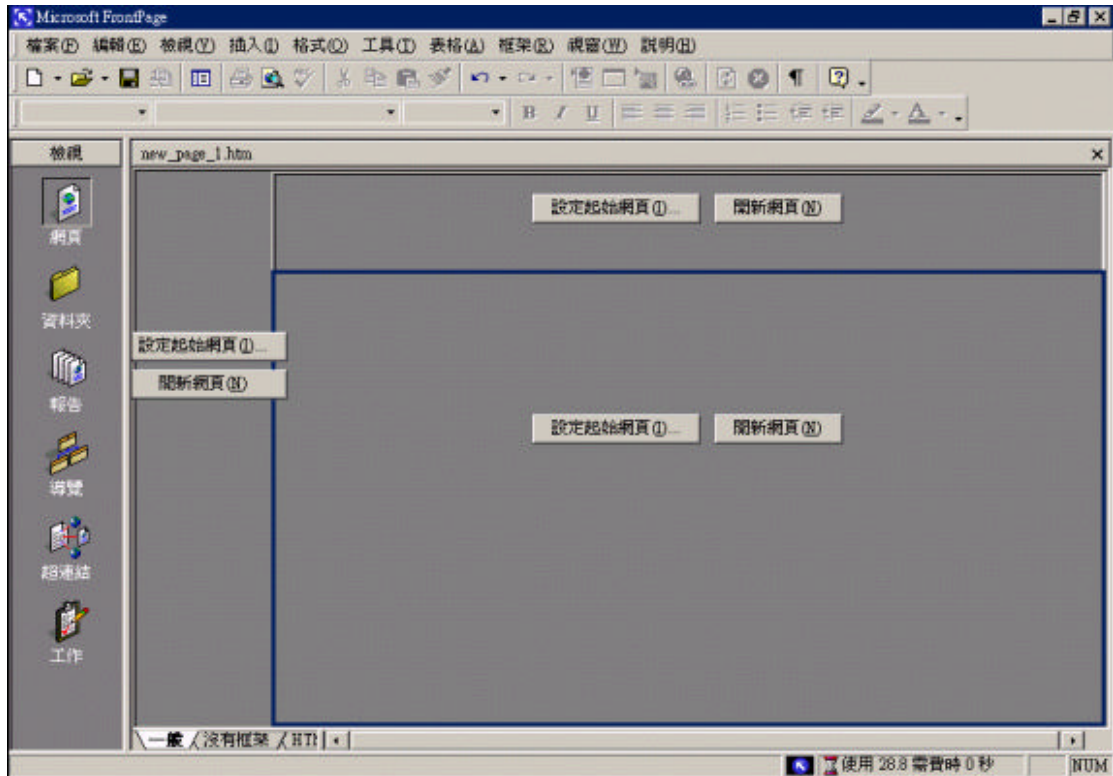 Microsoft FrontPage
檔案(F) 編輯(E) 檢視(V) 插入(I) 格式(O) 工具(T) 表格(A) 框架(R) 視窗(W) 説明(H)
B I U
檢視
new_page_1.htm
網頁
資料夾
報告
導覽
超連結
工作
設定起始網頁(I)... 開新網頁(N)
設定起始網頁(I)...
開新網頁(N)
設定起始網頁(I)... 開新網頁(N)
一般 沒有框架 HTM
使用 28.8 需費時 0 秒
NUM